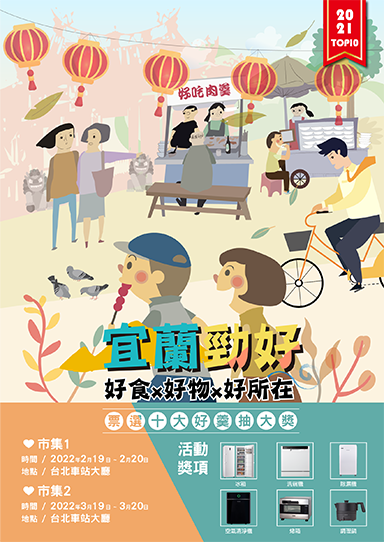 20
21
TOP10
好吃肉羹
宜蘭勁好
好食×好物×好所在
票選十大好羹抽大獎
市集1
時間 / 2022年2月19日 - 2月20日
地點 / 台北車站大廳
市集2
時間 / 2022年3月19日 - 3月20日
地點 / 台北車站大廳
活動
獎項
冰箱
洗碗機
除濕機
空氣清淨機
烤箱
調理鍋